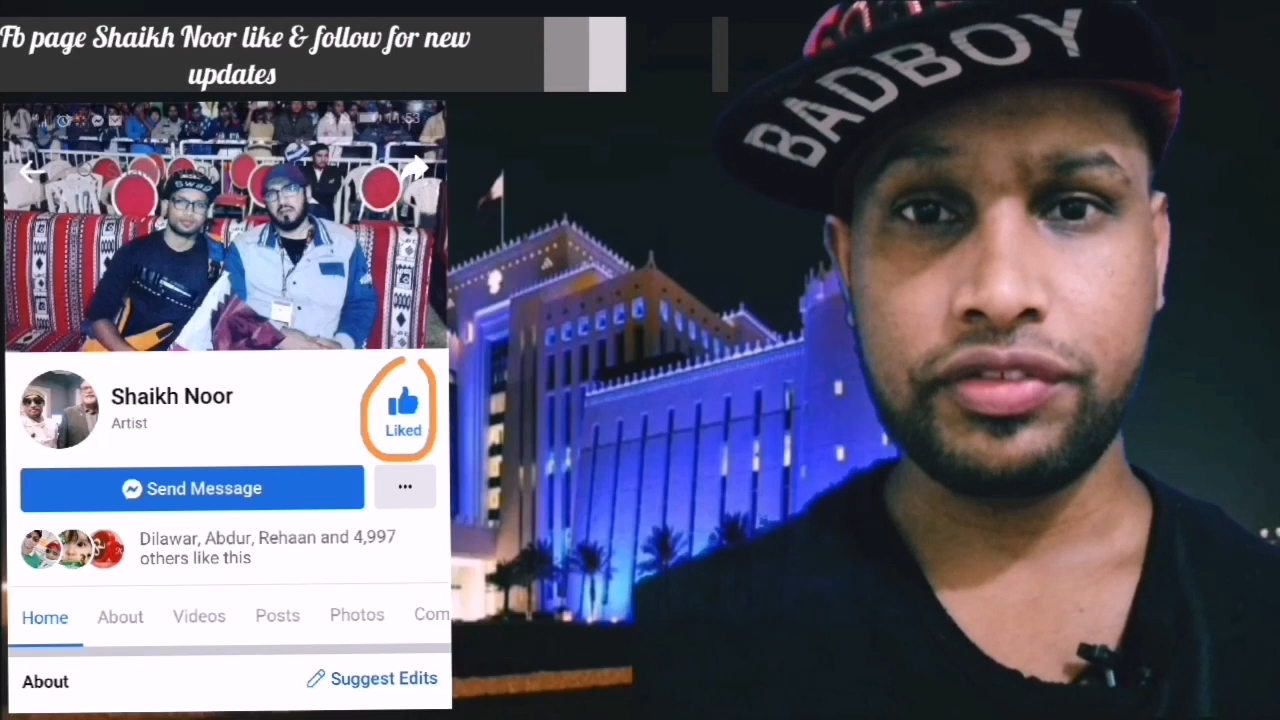 Fb page Shaikh Noor like & follow for new
updates
BADBOY
SWAG
Shaikh Noor
Artist
Liked
Send Message
Dilawar, Abdur, Rehaan and 4,997
others like this
Home About Videos Posts Photos Com
About
Suggest Edits